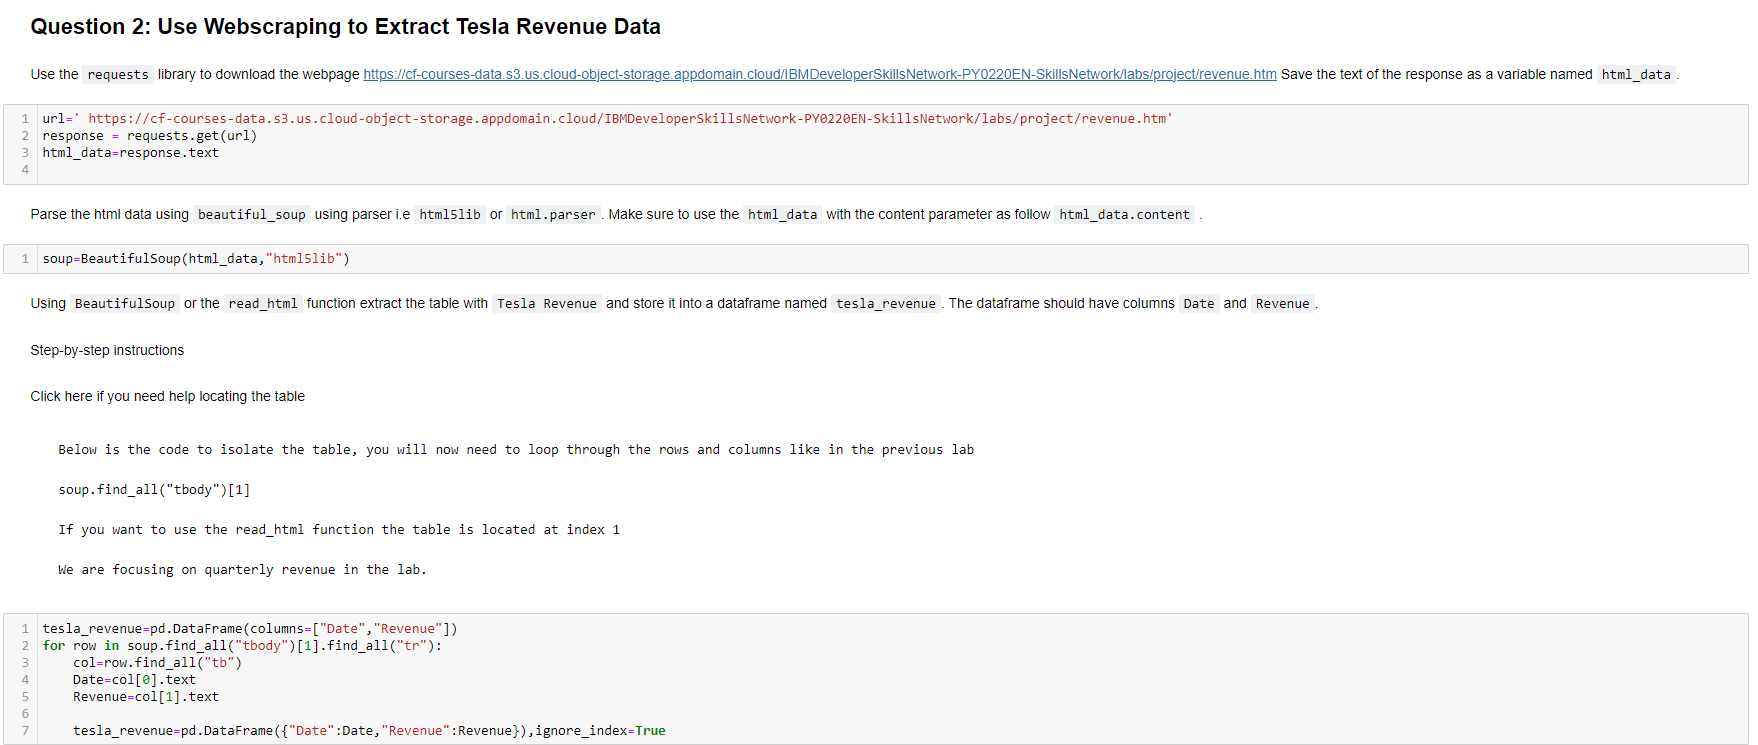 Question 2: Use Webscraping to Extract Tesla Revenue Data
Use the requests library to download the webpage https://cf-courses-data.s3.us.cloud-object-storage.appdomain.cloud/IBMDeveloperSkillsNetwork-PY0220EN-SkillsNetwork/labs/project/revenue.htm Save the text of the response as a variable named html_data .
1 url=' https://cf-courses-data.s3.us.cloud-object-storage.appdomain.cloud/IBMDeveloperSkillsNetwork-PY0220EN-SkillsNetwork/labs/project/revenue.htm'
2 response = requests.get(url)
3 html_data=response.text
4
Parse the html data using beautiful_soup using parser i.e html5lib or html.parser . Make sure to use the html_data with the content parameter as follow html_data.content .
1 soup=BeautifulSoup(html_data,"html5lib")
Using BeautifulSoup or the read_html function extract the table with Tesla Revenue and store it into a dataframe named tesla_revenue . The dataframe should have columns Date and Revenue .
Step-by-step instructions
Click here if you need help locating the table
Below is the code to isolate the table, you will now need to loop through the rows and columns like in the previous lab
soup.find_all("tbody")[1]
If you want to use the read_html function the table is located at index 1
We are focusing on quarterly revenue in the lab.
1 tesla_revenue=pd.DataFrame(columns=["Date","Revenue"])
2 for row in soup.find_all("tbody")[1].find_all("tr"):
3     col=row.find_all("tb")
4     Date=col[0].text
5     Revenue=col[1].text
6
7     tesla_revenue=pd.DataFrame({"Date":Date,"Revenue":Revenue}),ignore_index=True